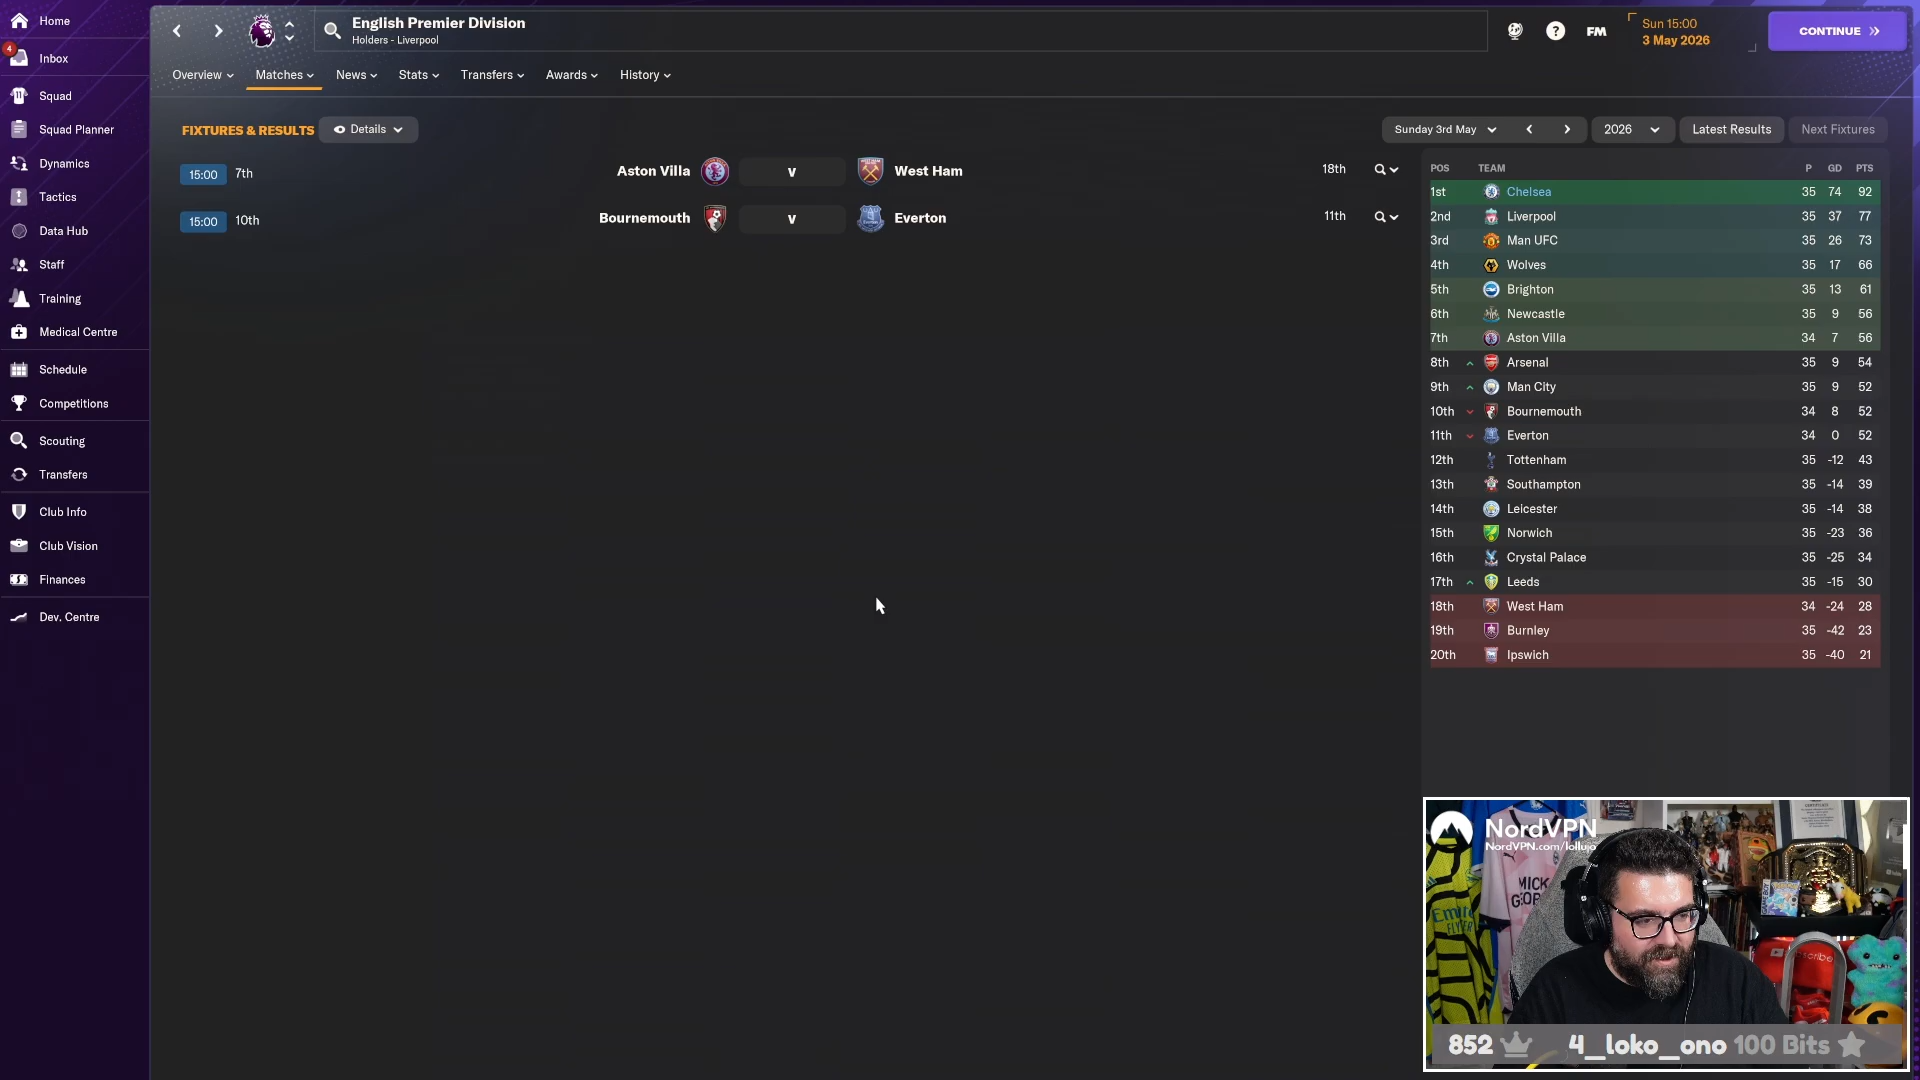 Home
4
Inbox
Squad
Squad Planner
Dynamics
Tactics
Data Hub
Staff
Training
Medical Centre
Schedule
Competitions
Scouting
Transfers
Club Info
Club Vision
Finances
Dev. Centre
English Premier Division
Holders - Liverpool
? FM
Sun 15:00
3 May 2026
CONTINUE
Overview Matches News Stats Transfers Awards History
FIXTURES & RESULTS Details
Sunday 3rd May 2026 Latest Results Next Fixtures
15:00 7th Aston Villa v West Ham 18th
15:00 10th Bournemouth v Everton 11th
POS TEAM P GD PTS
1st Chelsea 35 74 92
2nd Liverpool 35 37 77
3rd Man UFC 35 26 73
4th Wolves 35 17 66
5th Brighton 35 13 61
6th Newcastle 35 9 56
7th Aston Villa 34 7 56
8th Arsenal 35 9 54
9th Man City 35 9 52
10th Bournemouth 34 8 52
11th Everton 34 0 52
12th Tottenham 35 -12 43
13th Southampton 35 -14 39
14th Leicester 35 -14 38
15th Norwich 35 -23 36
16th Crystal Palace 35 -25 34
17th Leeds 35 -15 30
18th West Ham 34 -24 28
19th Burnley 35 -42 23
20th Ipswich 35 -40 21
NordVPN
NordVPN.com/lollujo
MICK
852 4_loko_ono 100 Bits